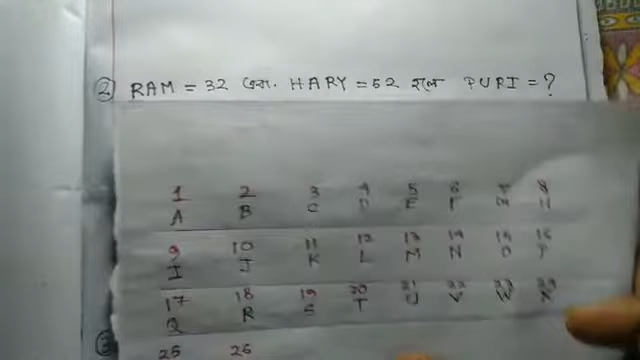 ② RAM = 32 এবং HARY = 52 হলে PURI = ?
1 2 3 4 5 6 7 8
A B C D E F G H
9 10 11 12 13 14 15 16
I J K L M N O P
17 18 19 20 21 22 23 24
Q R S T U V W X
③ 25 26